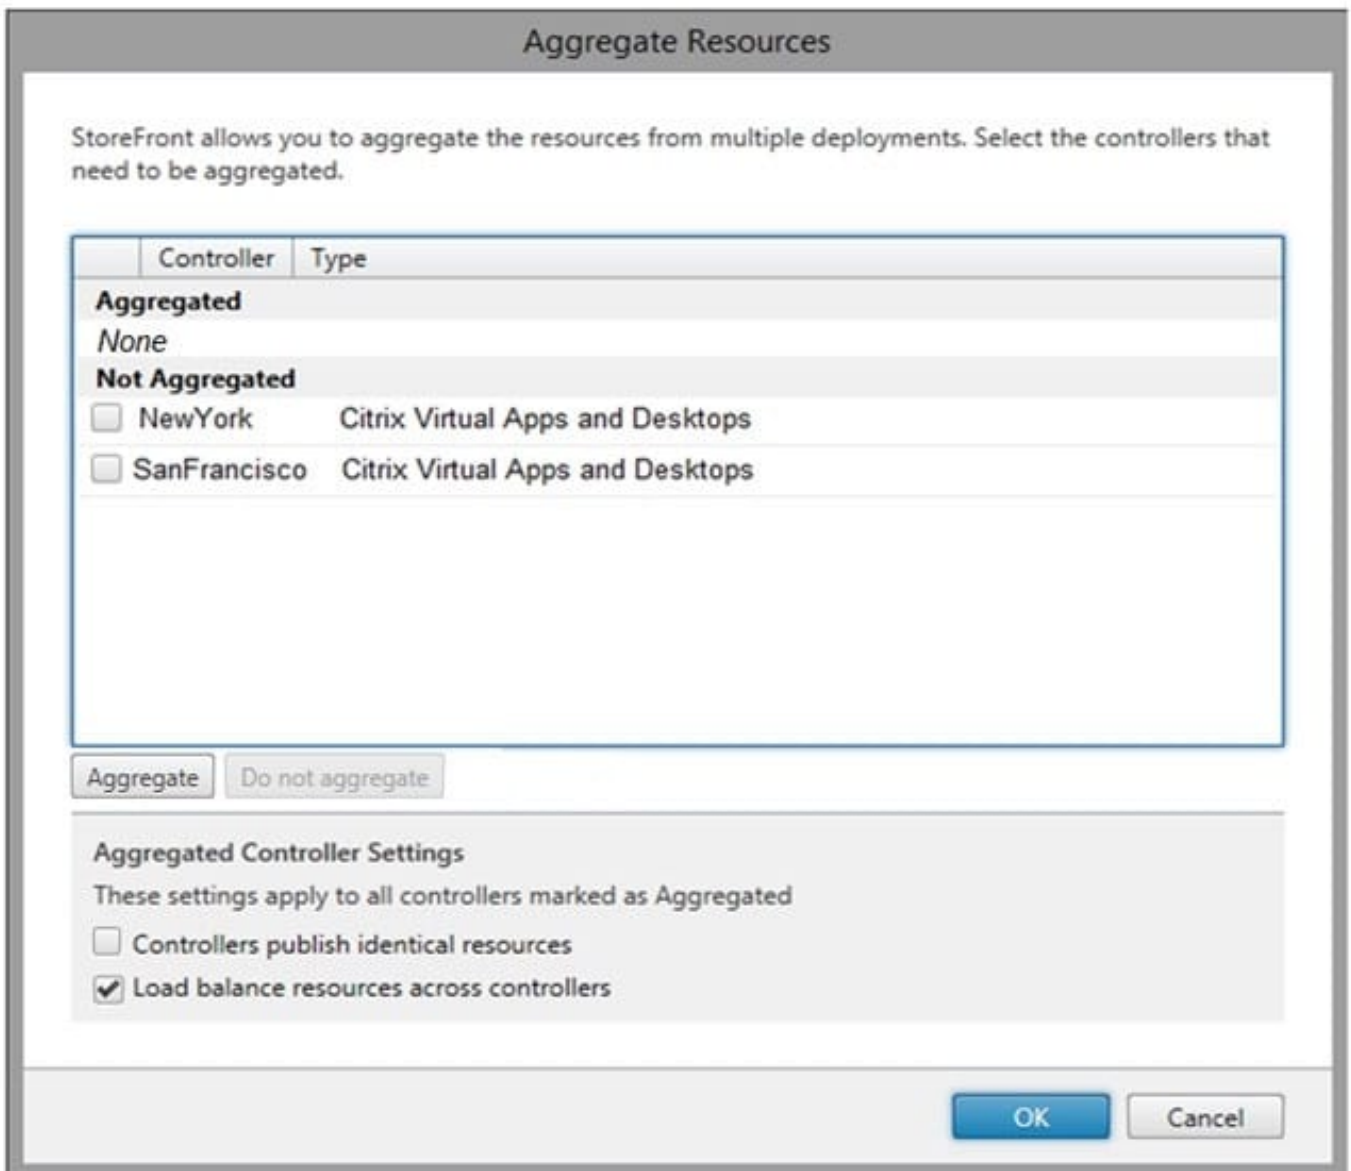 Aggregate Resources
StoreFront allows you to aggregate the resources from multiple deployments. Select the controllers that
need to be aggregated.
Controller Type
Aggregated
None
Not Aggregated
NewYork Citrix Virtual Apps and Desktops
SanFrancisco Citrix Virtual Apps and Desktops
Aggregate Do not aggregate
Aggregated Controller Settings
These settings apply to all controllers marked as Aggregated
Controllers publish identical resources
Load balance resources across controllers
OK Cancel